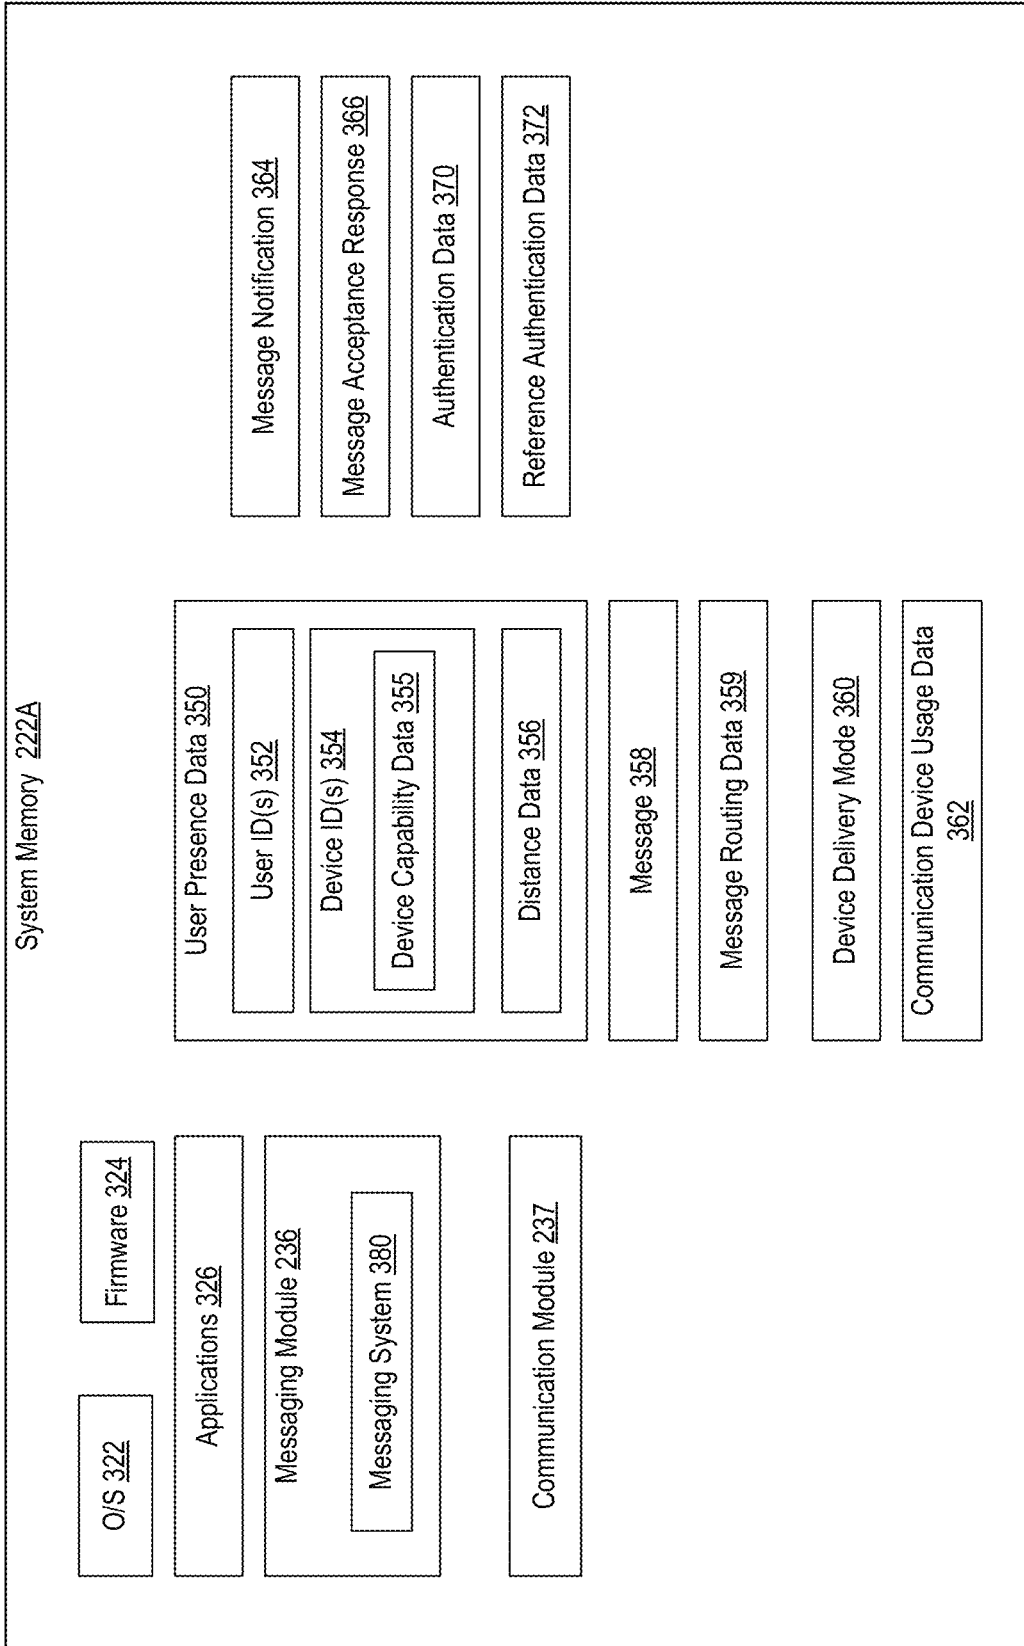 System Memory 222A
O/S 322
Firmware 324
Applications 326
Messaging Module 236
Messaging System 380
Communication Module 237
User Presence Data 350
User ID(s) 352
Device ID(s) 354
Device Capability Data 355
Distance Data 356
Message 358
Message Routing Data 359
Device Delivery Mode 360
Communication Device Usage Data
362
Message Notification 364
Message Acceptance Response 366
Authentication Data 370
Reference Authentication Data 372